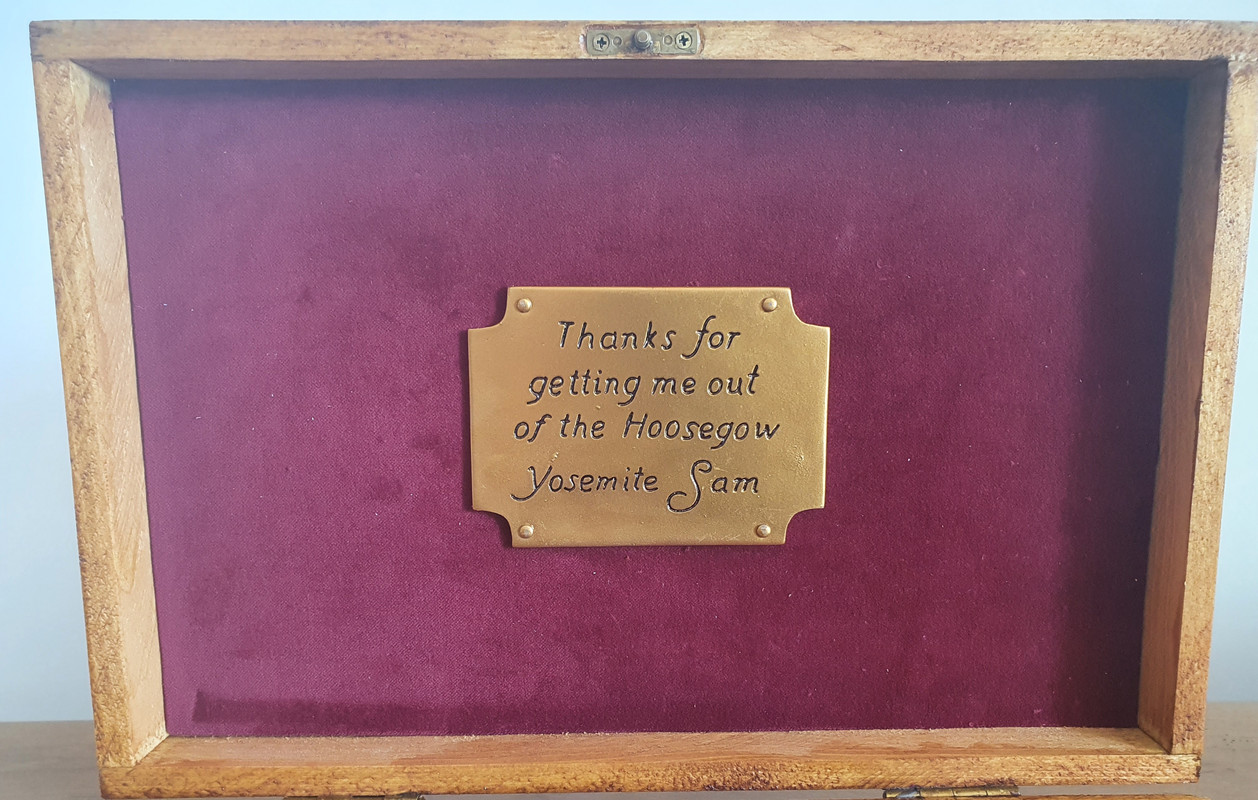 Thanks for
getting me out
of the Hoosegow
Yosemite Sam